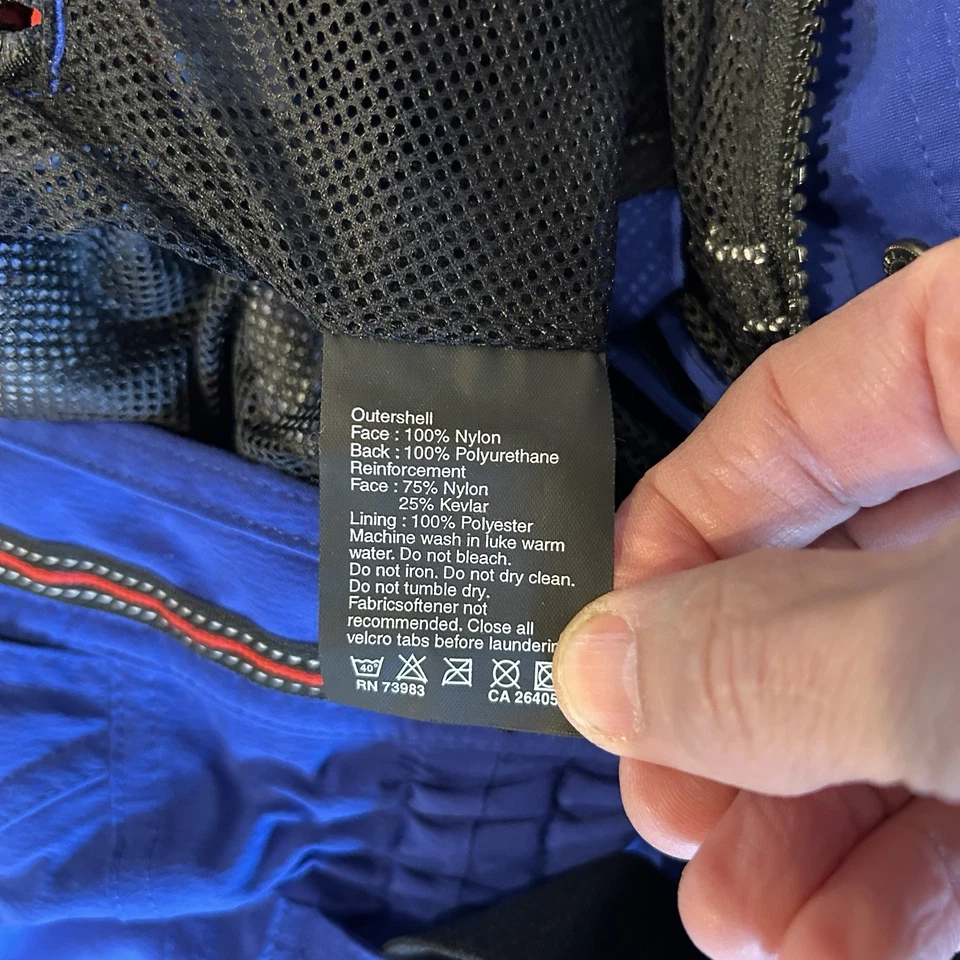 Outershell
Face : 100% Nylon
Back : 100% Polyurethane
Reinforcement
Face : 75% Nylon
25% Kevlar
Lining : 100% Polyester
Machine wash in luke warm
water. Do not bleach.
Do not iron. Do not dry clean.
Do not tumble dry.
Fabricsoftener not
recommended. Close all
velcro tabs before launderin
40°
RN 73983
CA 26405